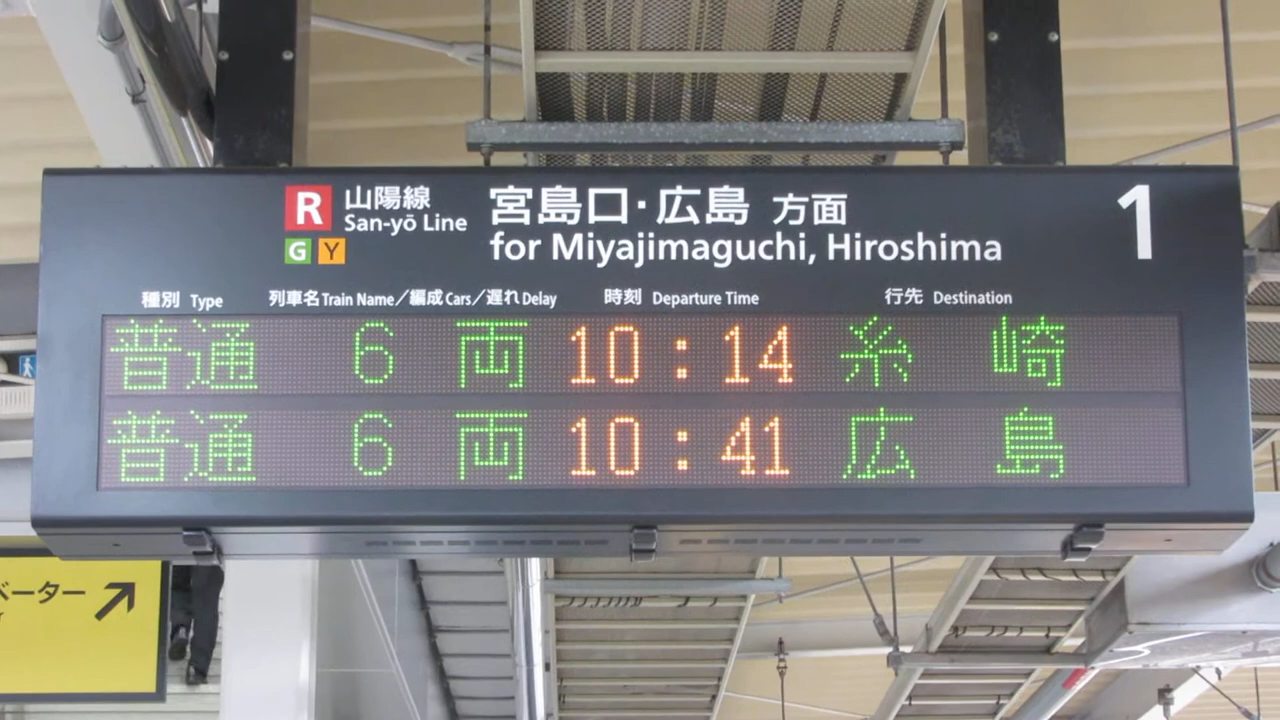 R 山陽線 宮島口・広島 方面 1
San-yō Line for Miyajimaguchi, Hiroshima
G Y
種別 Type 列車名 Train Name／編成 Cars／遅れ Delay 時刻 Departure Time 行先 Destination
普通 6 両 10:14 糸 崎
普通 6 両 10:41 広 島
ベーター